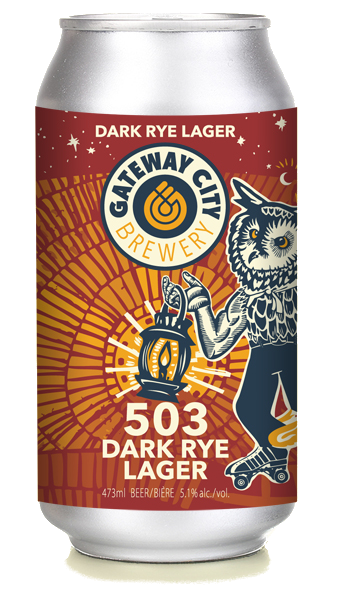 DARK RYE LAGER
GATEWAY CITY
BREWERY
503
DARK RYE
LAGER
473ml BEER/BIÈRE 5,1% alc./vol.